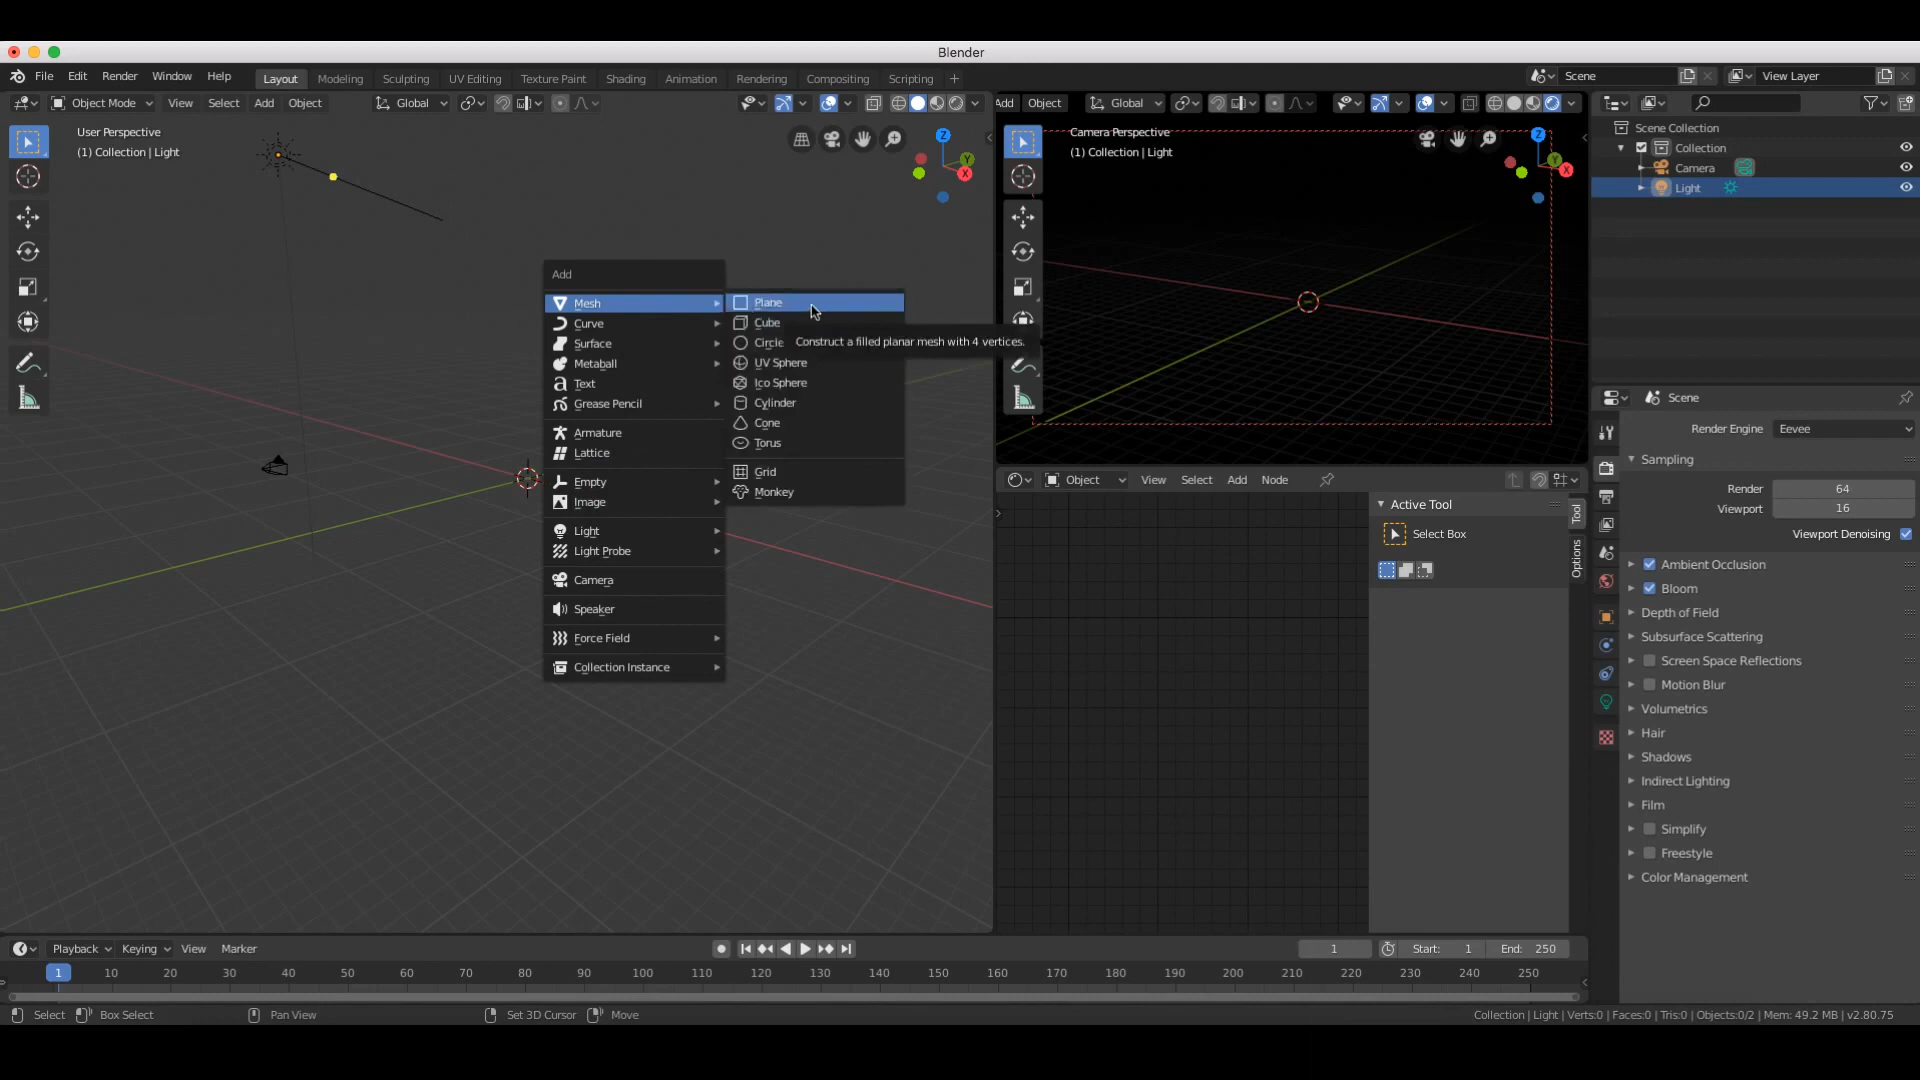 Blender
File Edit Render Window Help Layout Modeling Sculpting UV Editing Texture Paint Shading Animation Rendering Compositing Scripting + Scene View Layer
Object Mode View Select Add Object Global
Add Object Global
User Perspective
(1) Collection | Light
Z Y X
Camera Perspective
(1) Collection | Light
Z Y X
Scene Collection
Collection
Camera
Light
Add
Mesh
Curve
Surface
Metaball
Text
Grease Pencil
Armature
Lattice
Empty
Image
Light
Light Probe
Camera
Speaker
Force Field
Collection Instance
Plane
Cube
Circle
UV Sphere
Ico Sphere
Cylinder
Cone
Torus
Grid
Monkey
Construct a filled planar mesh with 4 vertices.
Object View Select Add Node
Active Tool
Select Box
Tool
Options
Scene
Render Engine Eevee
Sampling
Render 64
Viewport 16
Viewport Denoising
Ambient Occlusion
Bloom
Depth of Field
Subsurface Scattering
Screen Space Reflections
Motion Blur
Volumetrics
Hair
Shadows
Indirect Lighting
Film
Simplify
Freestyle
Color Management
Playback Keying View Marker 1 Start: 1 End: 250
1 10 20 30 40 50 60 70 80 90 100 110 120 130 140 150 160 170 180 190 200 210 220 230 240 250
Select Box Select Pan View Set 3D Cursor Move Collection | Light | Verts:0 | Faces:0 | Tris:0 | Objects:0/2 | Mem: 49.2 MB | v2.80.75